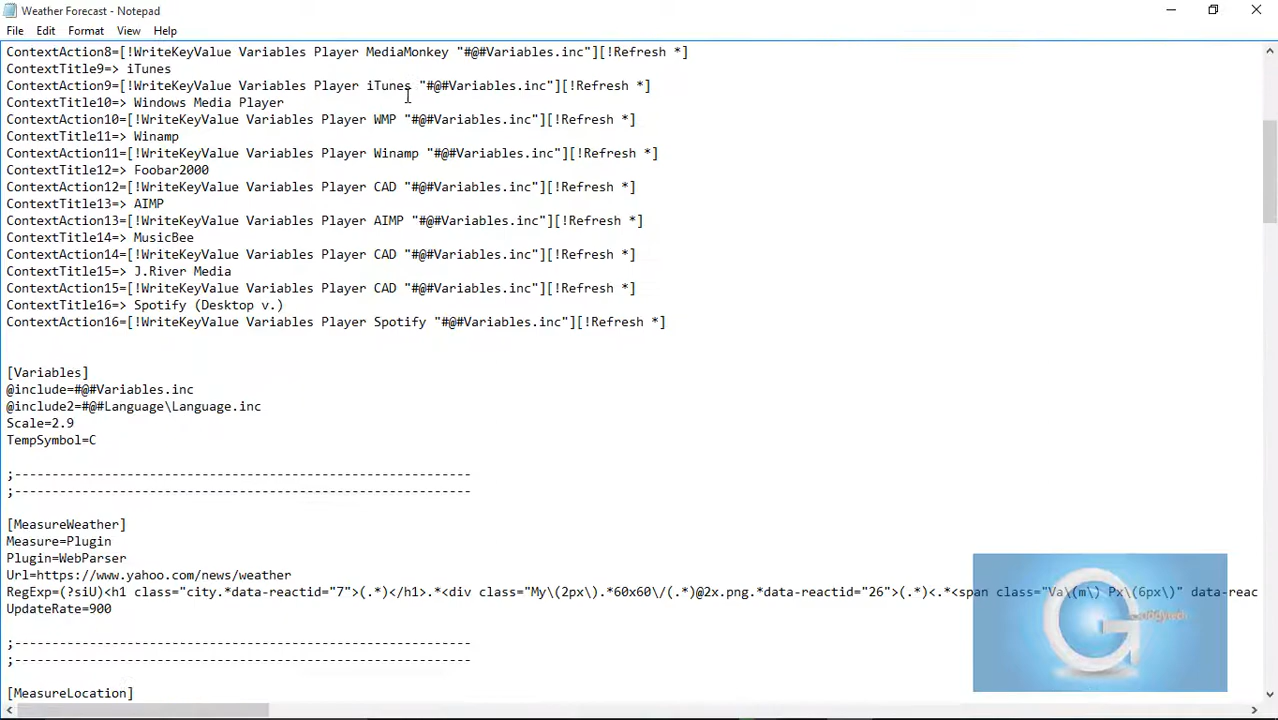 Weather Forecast - Notepad
File Edit Format View Help
ContextAction8=[!WriteKeyValue Variables Player MediaMonkey "#@#Variables.inc"][!Refresh *]
ContextTitle9=> iTunes
ContextAction9=[!WriteKeyValue Variables Player iTunes "#@#Variables.inc"][!Refresh *]
ContextTitle10=> Windows Media Player
ContextAction10=[!WriteKeyValue Variables Player WMP "#@#Variables.inc"][!Refresh *]
ContextTitle11=> Winamp
ContextAction11=[!WriteKeyValue Variables Player Winamp "#@#Variables.inc"][!Refresh *]
ContextTitle12=> Foobar2000
ContextAction12=[!WriteKeyValue Variables Player CAD "#@#Variables.inc"][!Refresh *]
ContextTitle13=> AIMP
ContextAction13=[!WriteKeyValue Variables Player AIMP "#@#Variables.inc"][!Refresh *]
ContextTitle14=> MusicBee
ContextAction14=[!WriteKeyValue Variables Player CAD "#@#Variables.inc"][!Refresh *]
ContextTitle15=> J.River Media
ContextAction15=[!WriteKeyValue Variables Player CAD "#@#Variables.inc"][!Refresh *]
ContextTitle16=> Spotify (Desktop v.)
ContextAction16=[!WriteKeyValue Variables Player Spotify "#@#Variables.inc"][!Refresh *]
[Variables]
@include=#@#Variables.inc
@include2=#@#Language\Language.inc
Scale=2.9
TempSymbol=C
;-------------------------------------------------------------
;-------------------------------------------------------------
[MeasureWeather]
Measure=Plugin
Plugin=WebParser
Url=https://www.yahoo.com/news/weather
RegExp=(?siU)<h1 class="city.*data-reactid="7">(.*)</h1>.*<div class="My\(2px\).*60x60\/(.*)@2x.png.*data-reactid="26">(.*)<.*<span class="Va\(m\) Px\(6px\)" data-reac
UpdateRate=900
;-------------------------------------------------------------
;-------------------------------------------------------------
[MeasureLocation]